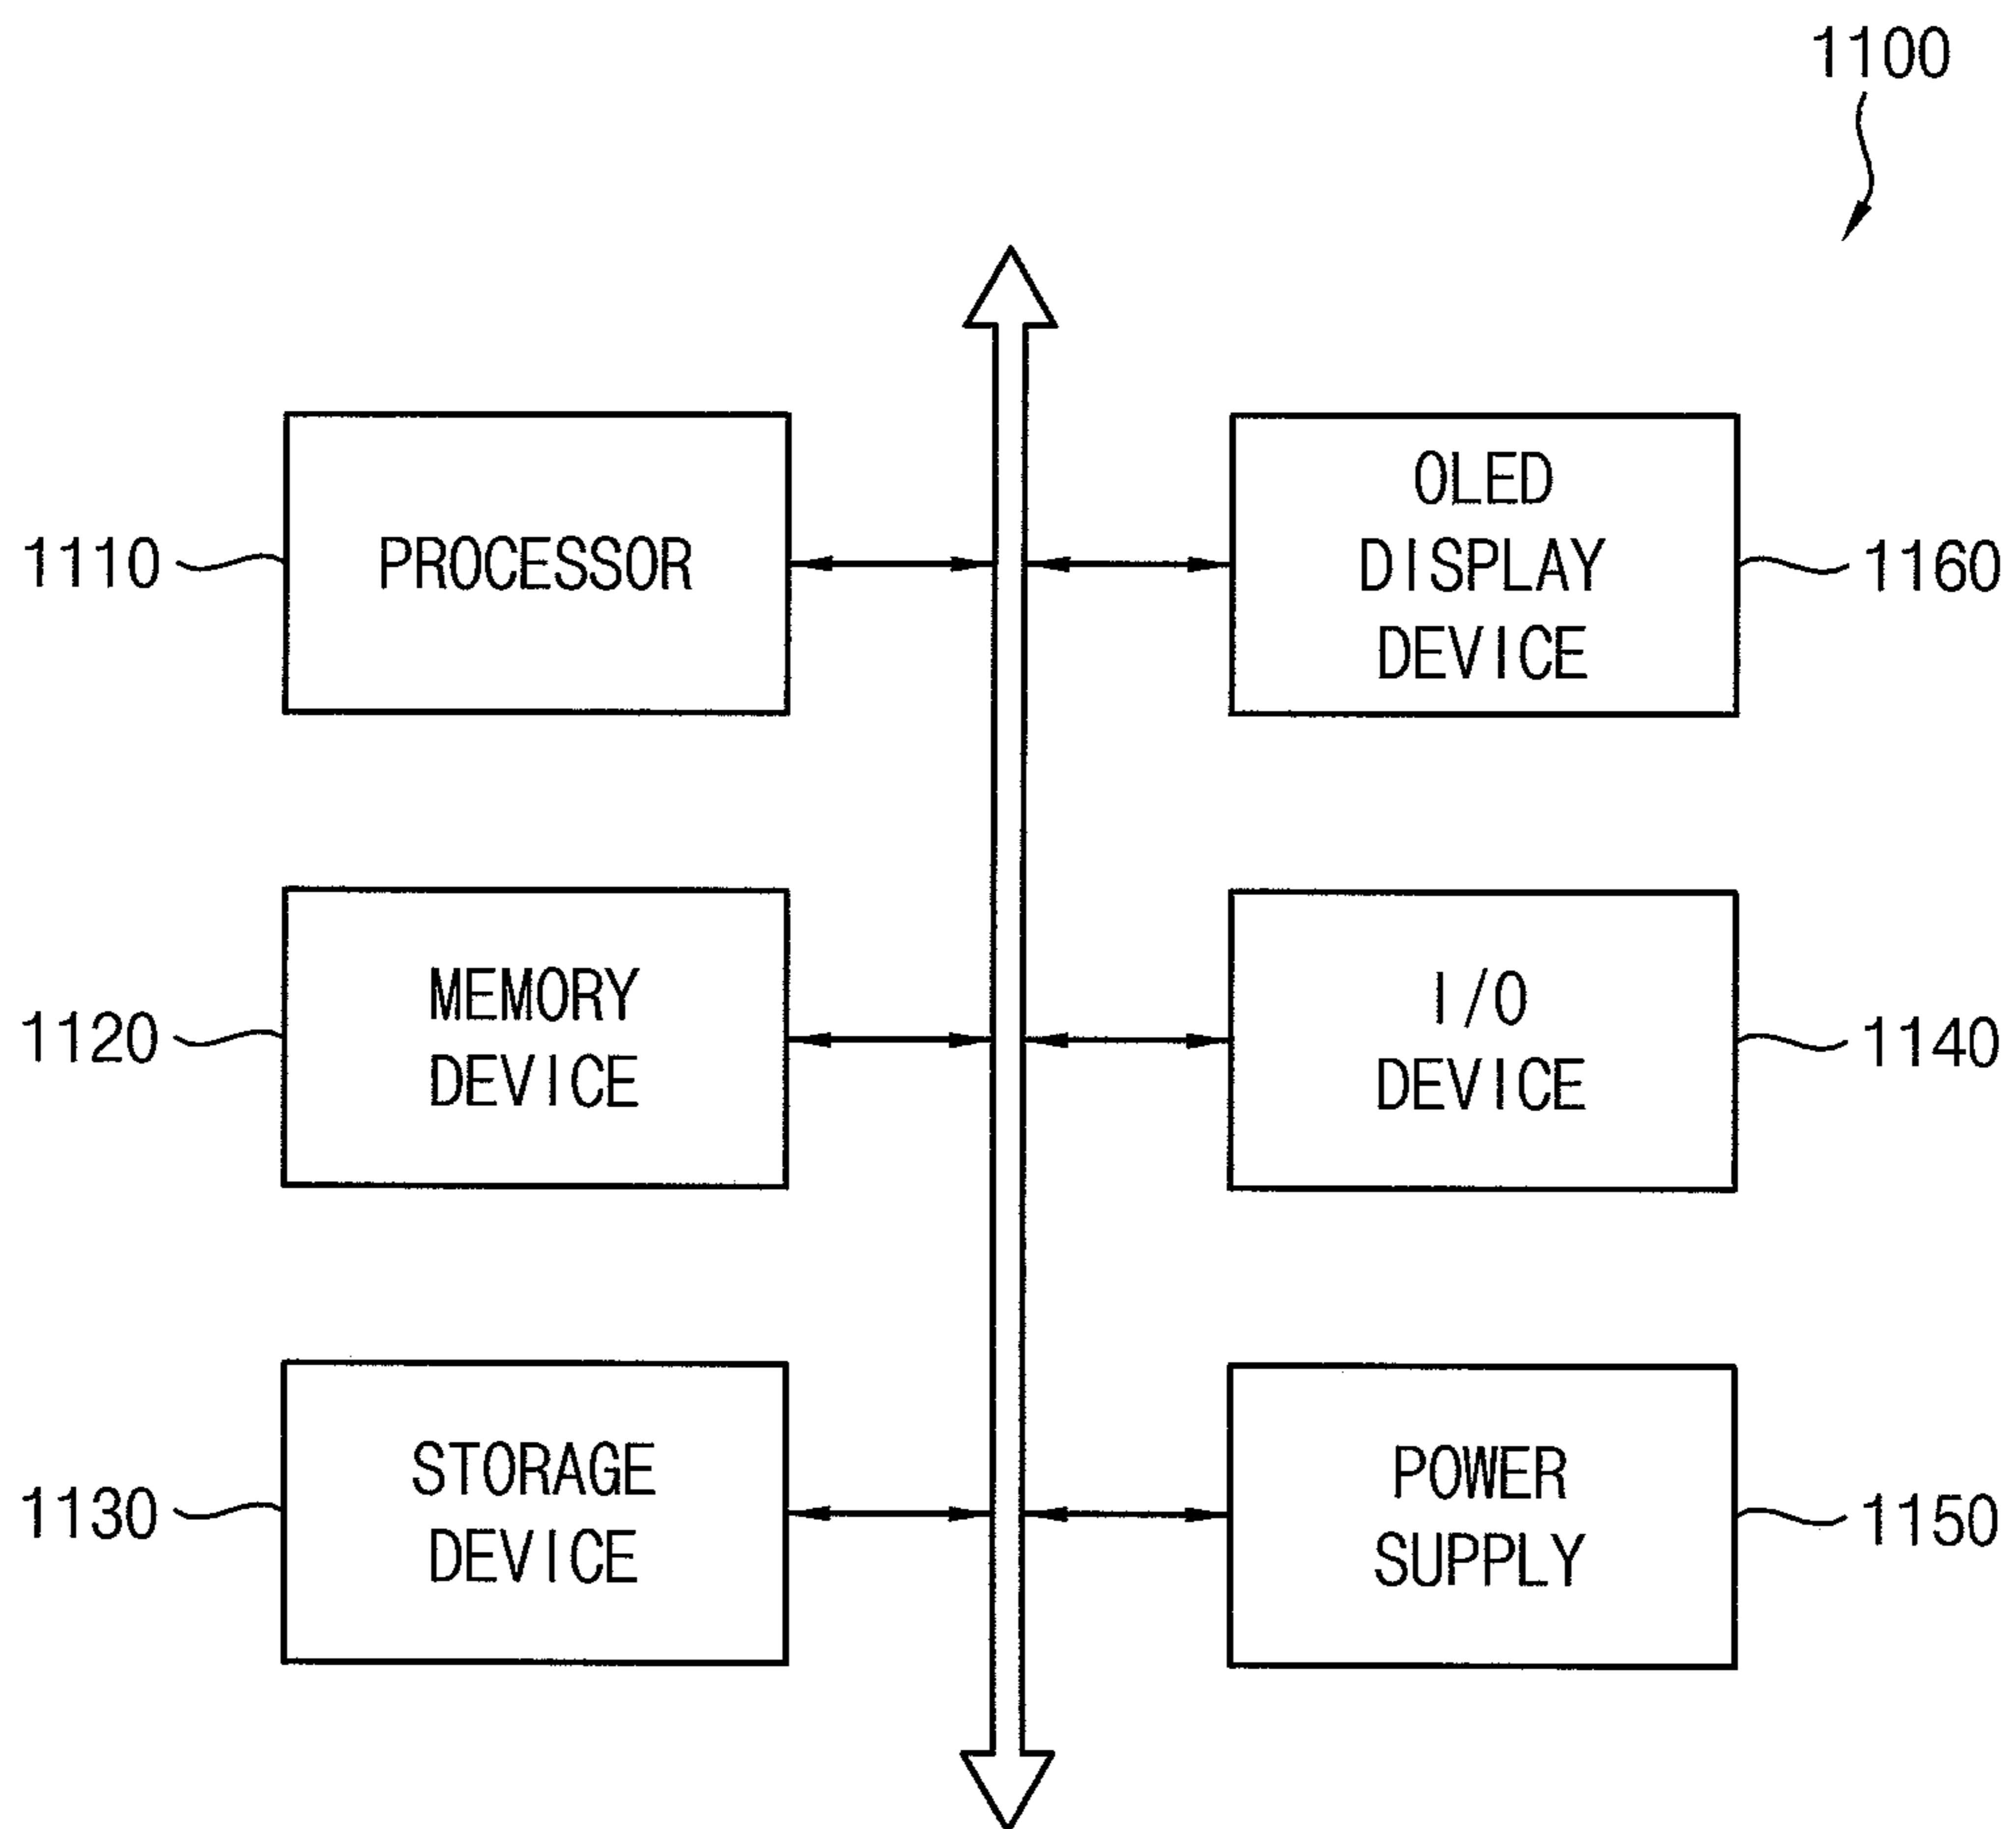 1100
1110
PROCESSOR
OLED
DISPLAY
DEVICE
1160
1120
MEMORY
DEVICE
I/O
DEVICE
1140
1130
STORAGE
DEVICE
POWER
SUPPLY
1150